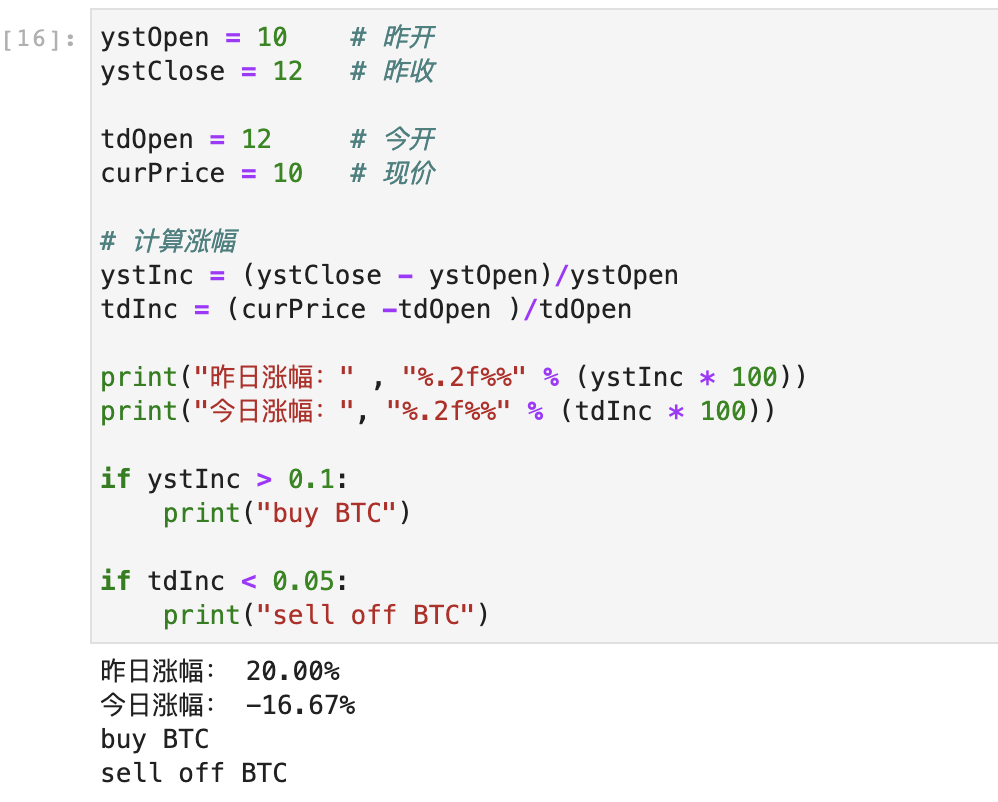 [16]:
ystOpen = 10    # 昨开
ystClose = 12   # 昨收
tdOpen = 12     # 今开
curPrice = 10   # 现价
# 计算涨幅
ystInc = (ystClose - ystOpen)/ystOpen
tdInc = (curPrice -tdOpen )/tdOpen
print("昨日涨幅：" , "%.2f%%" % (ystInc * 100))
print("今日涨幅：", "%.2f%%" % (tdInc * 100))
if ystInc > 0.1:
    print("buy BTC")
if tdInc < 0.05:
    print("sell off BTC")
昨日涨幅： 20.00%
今日涨幅： -16.67%
buy BTC
sell off BTC